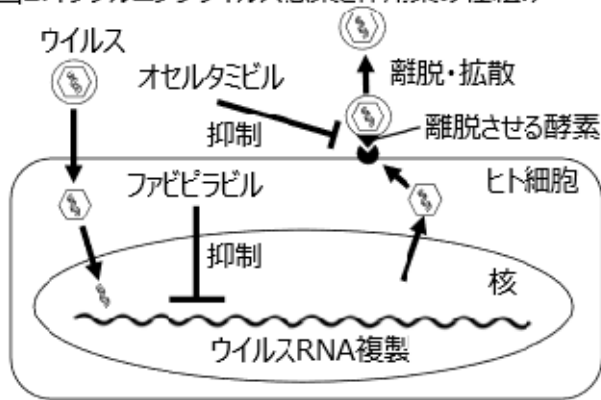 ウイルス
オセルタミビル
抑制
離脱・拡散
離脱させる酵素
ヒト細胞
ファビピラビル
抑制
核
ウイルスRNA複製